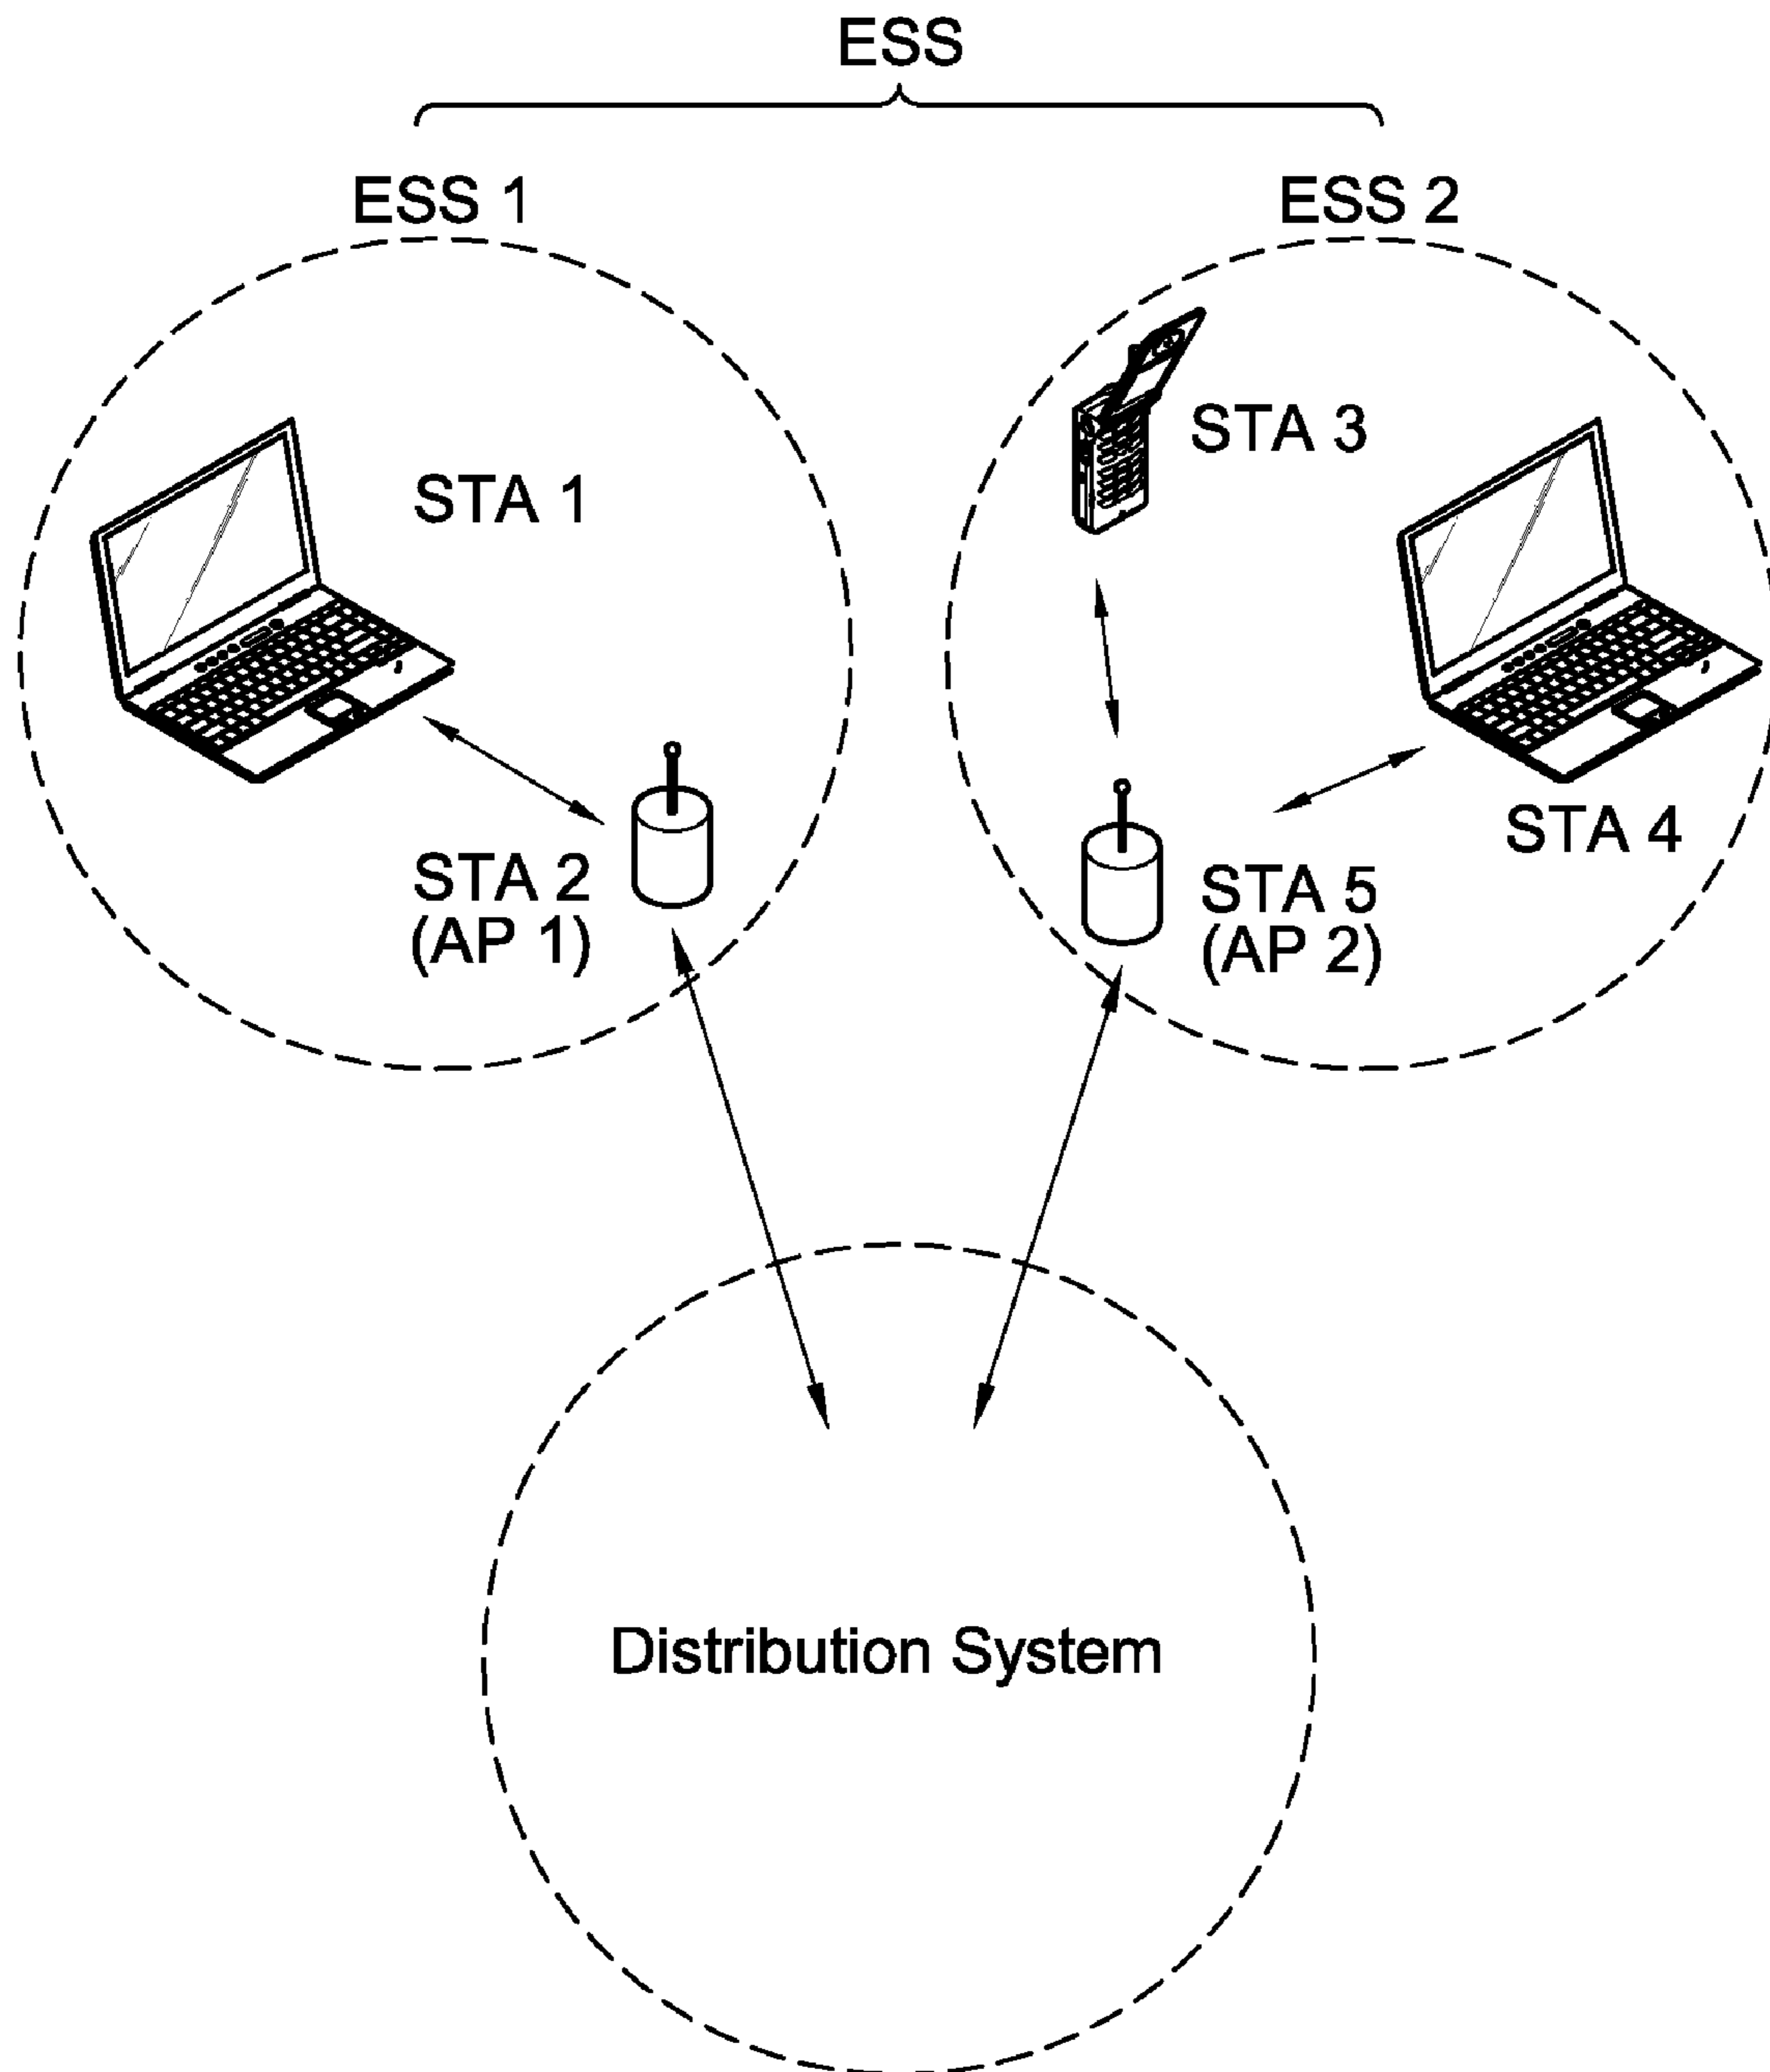 ESS
ESS 1
ESS 2
STA 1
STA 3
STA 4
STA 2
(AP 1)
STA 5
(AP 2)
Distribution System